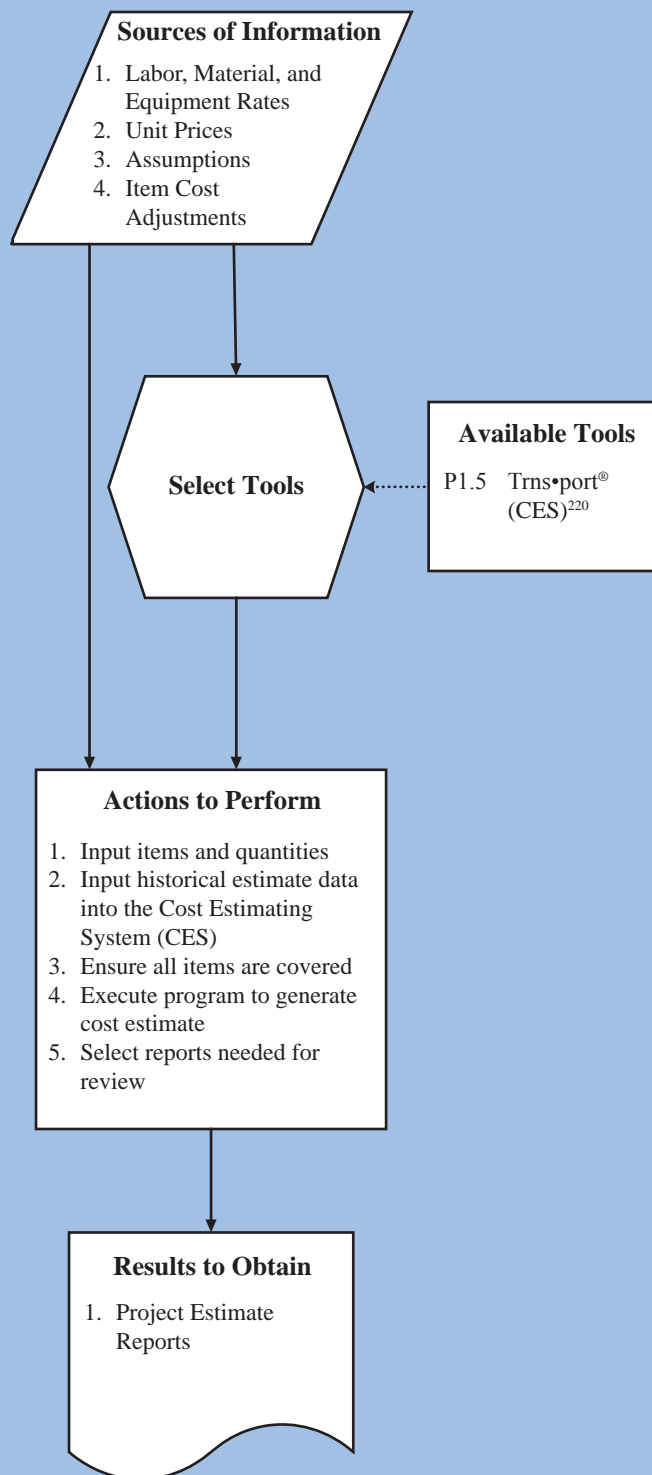 Sources of Information
1. Labor, Material, and
Equipment Rates
2. Unit Prices
3. Assumptions
4. Item Cost
Adjustments
Select Tools
Available Tools
P1.5 Trns•port®
(CES)220
Actions to Perform
1. Input items and quantities
2. Input historical estimate data
into the Cost Estimating
System (CES)
3. Ensure all items are covered
4. Execute program to generate
cost estimate
5. Select reports needed for
review
Results to Obtain
1. Project Estimate
Reports